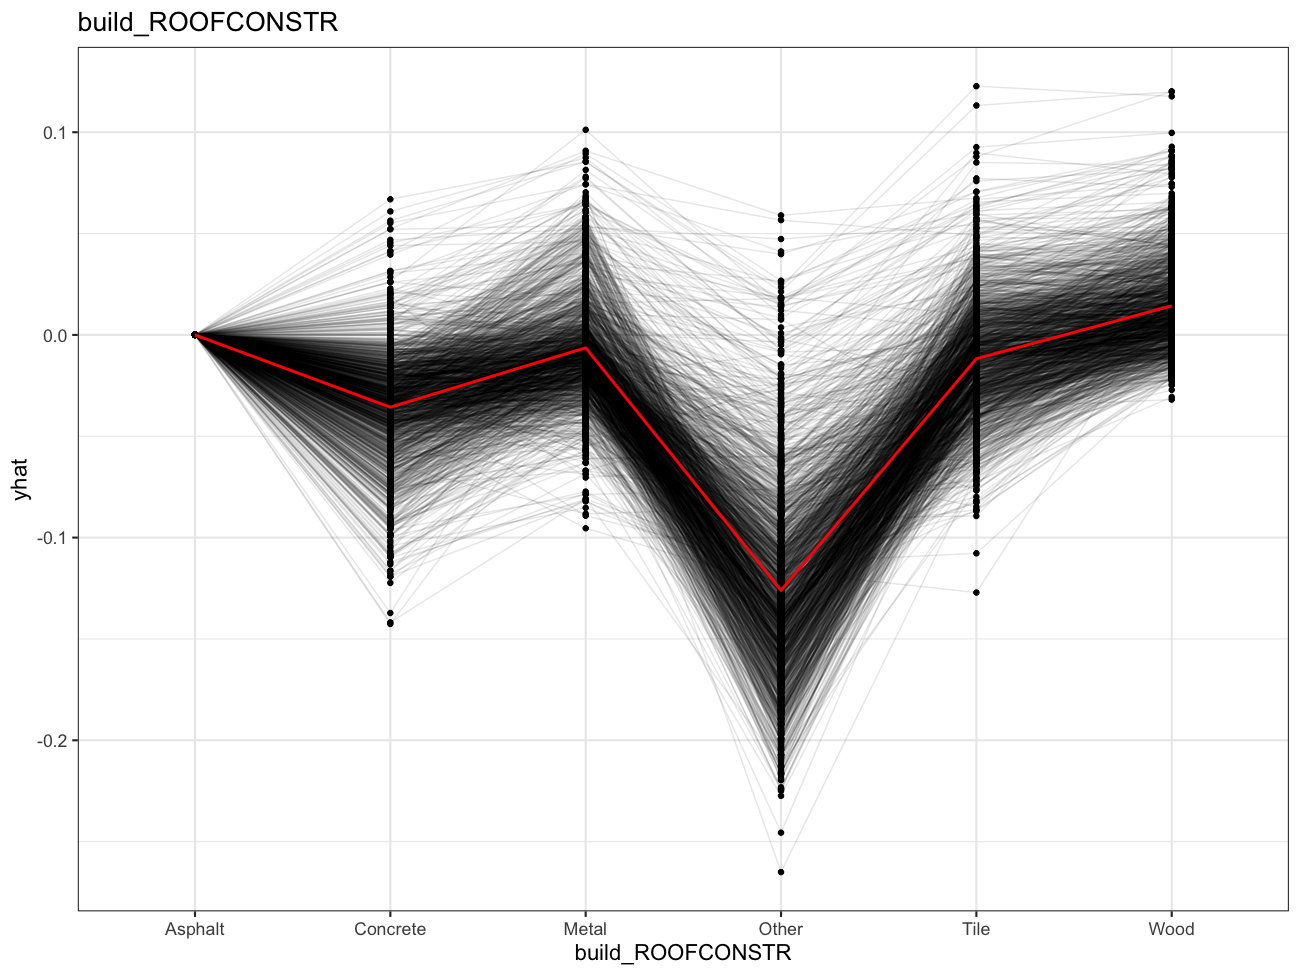 build_ROOFCONSTR
0.1
0.0
-0.1
-0.2
yhat
Asphalt Concrete Metal Other Tile Wood
build_ROOFCONSTR